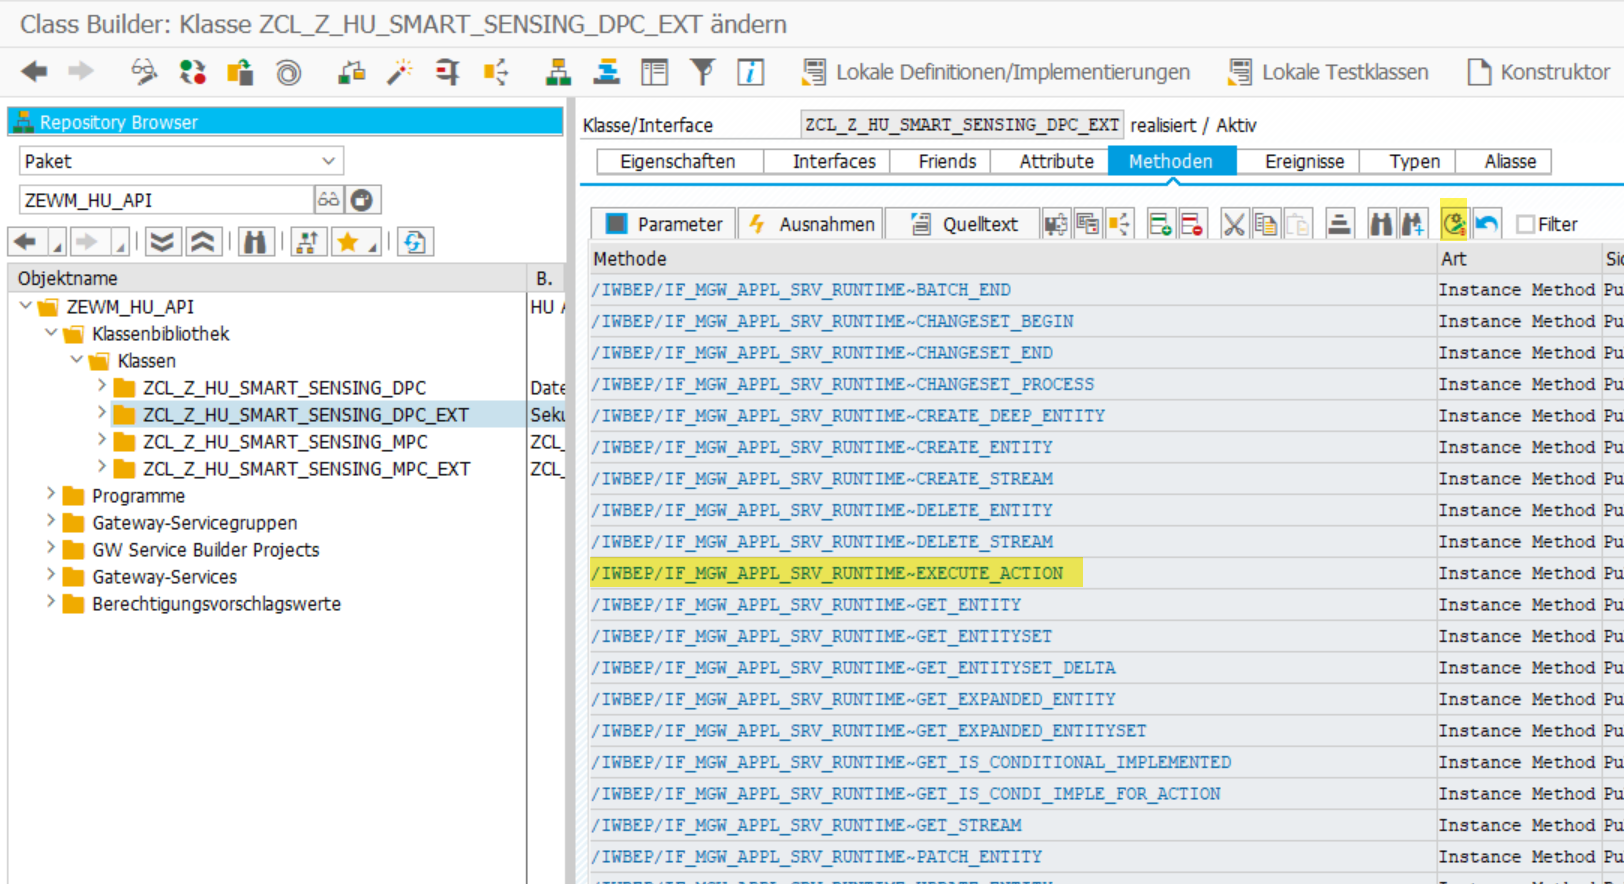 Class Builder: Klasse ZCL_Z_HU_SMART_SENSING_DPC_EXT ändern
Lokale Definitionen/Implementierungen
Lokale Testklassen
Konstruktor
Repository Browser
Paket
ZEWM_HU_API
Objektname B.
ZEWM_HU_API HU
Klassenbibliothek
Klassen
ZCL_Z_HU_SMART_SENSING_DPC Date
ZCL_Z_HU_SMART_SENSING_DPC_EXT Seku
ZCL_Z_HU_SMART_SENSING_MPC ZCL_
ZCL_Z_HU_SMART_SENSING_MPC_EXT ZCL_
Programme
Gateway-Servicegruppen
GW Service Builder Projects
Gateway-Services
Berechtigungsvorschlagswerte
Klasse/Interface ZCL_Z_HU_SMART_SENSING_DPC_EXT realisiert / Aktiv
Eigenschaften Interfaces Friends Attribute Methoden Ereignisse Typen Aliasse
Parameter Ausnahmen Quelltext Filter
Methode Art Sic
/IWBEP/IF_MGW_APPL_SRV_RUNTIME~BATCH_END Instance Method Pu
/IWBEP/IF_MGW_APPL_SRV_RUNTIME~CHANGESET_BEGIN Instance Method Pu
/IWBEP/IF_MGW_APPL_SRV_RUNTIME~CHANGESET_END Instance Method Pu
/IWBEP/IF_MGW_APPL_SRV_RUNTIME~CHANGESET_PROCESS Instance Method Pu
/IWBEP/IF_MGW_APPL_SRV_RUNTIME~CREATE_DEEP_ENTITY Instance Method Pu
/IWBEP/IF_MGW_APPL_SRV_RUNTIME~CREATE_ENTITY Instance Method Pu
/IWBEP/IF_MGW_APPL_SRV_RUNTIME~CREATE_STREAM Instance Method Pu
/IWBEP/IF_MGW_APPL_SRV_RUNTIME~DELETE_ENTITY Instance Method Pu
/IWBEP/IF_MGW_APPL_SRV_RUNTIME~DELETE_STREAM Instance Method Pu
/IWBEP/IF_MGW_APPL_SRV_RUNTIME~EXECUTE_ACTION Instance Method Pu
/IWBEP/IF_MGW_APPL_SRV_RUNTIME~GET_ENTITY Instance Method Pu
/IWBEP/IF_MGW_APPL_SRV_RUNTIME~GET_ENTITYSET Instance Method Pu
/IWBEP/IF_MGW_APPL_SRV_RUNTIME~GET_ENTITYSET_DELTA Instance Method Pu
/IWBEP/IF_MGW_APPL_SRV_RUNTIME~GET_EXPANDED_ENTITY Instance Method Pu
/IWBEP/IF_MGW_APPL_SRV_RUNTIME~GET_EXPANDED_ENTITYSET Instance Method Pu
/IWBEP/IF_MGW_APPL_SRV_RUNTIME~GET_IS_CONDITIONAL_IMPLEMENTED Instance Method Pu
/IWBEP/IF_MGW_APPL_SRV_RUNTIME~GET_IS_CONDI_IMPLE_FOR_ACTION Instance Method Pu
/IWBEP/IF_MGW_APPL_SRV_RUNTIME~GET_STREAM Instance Method Pu
/IWBEP/IF_MGW_APPL_SRV_RUNTIME~PATCH_ENTITY Instance Method Pu